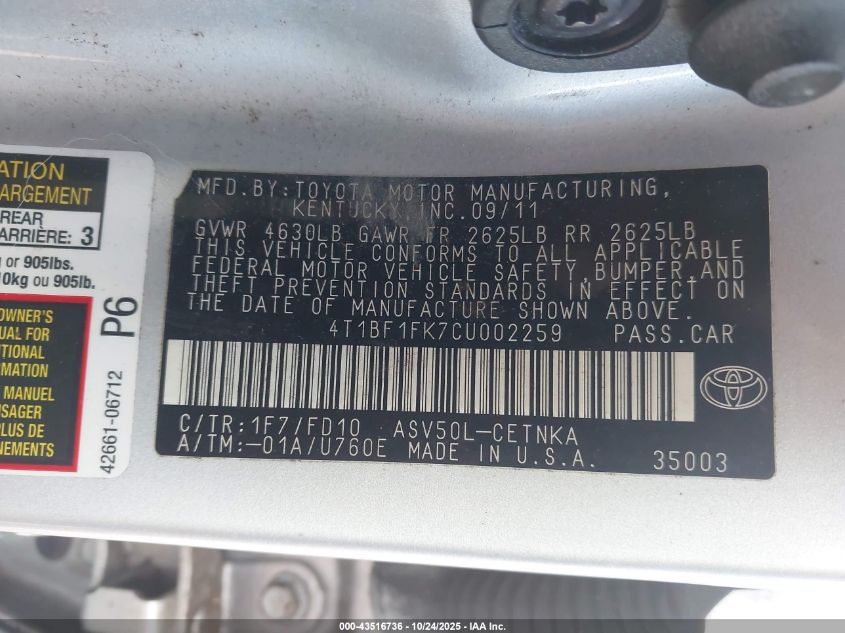 ATION
ARGEMENT
REAR
ARRIÈRE: 3
or 905lbs.
10kg ou 905lb.
OWNER'S
UAL FOR
TIONAL
RMATION
MANUEL
USAGER
PLUS DE
P6
42661-06712
MFD. BY: TOYOTA MOTOR MANUFACTURING,
KENTUCKY, INC. 09/11
GVWR 4630LB GAWR FR 2625LB RR 2625LB
THIS VEHICLE CONFORMS TO ALL APPLICABLE
FEDERAL MOTOR VEHICLE SAFETY, BUMPER, AND
THEFT PREVENTION STANDARDS IN EFFECT ON
THE DATE OF MANUFACTURE SHOWN ABOVE.
4T1BF1FK7CU002259 PASS.CAR
C/TR: 1F7/FD10 ASV50L-CETNKA
A/TM:-01A/U760E MADE IN U.S.A. 35003
000-43516736 - 10/24/2025 - IAA Inc.